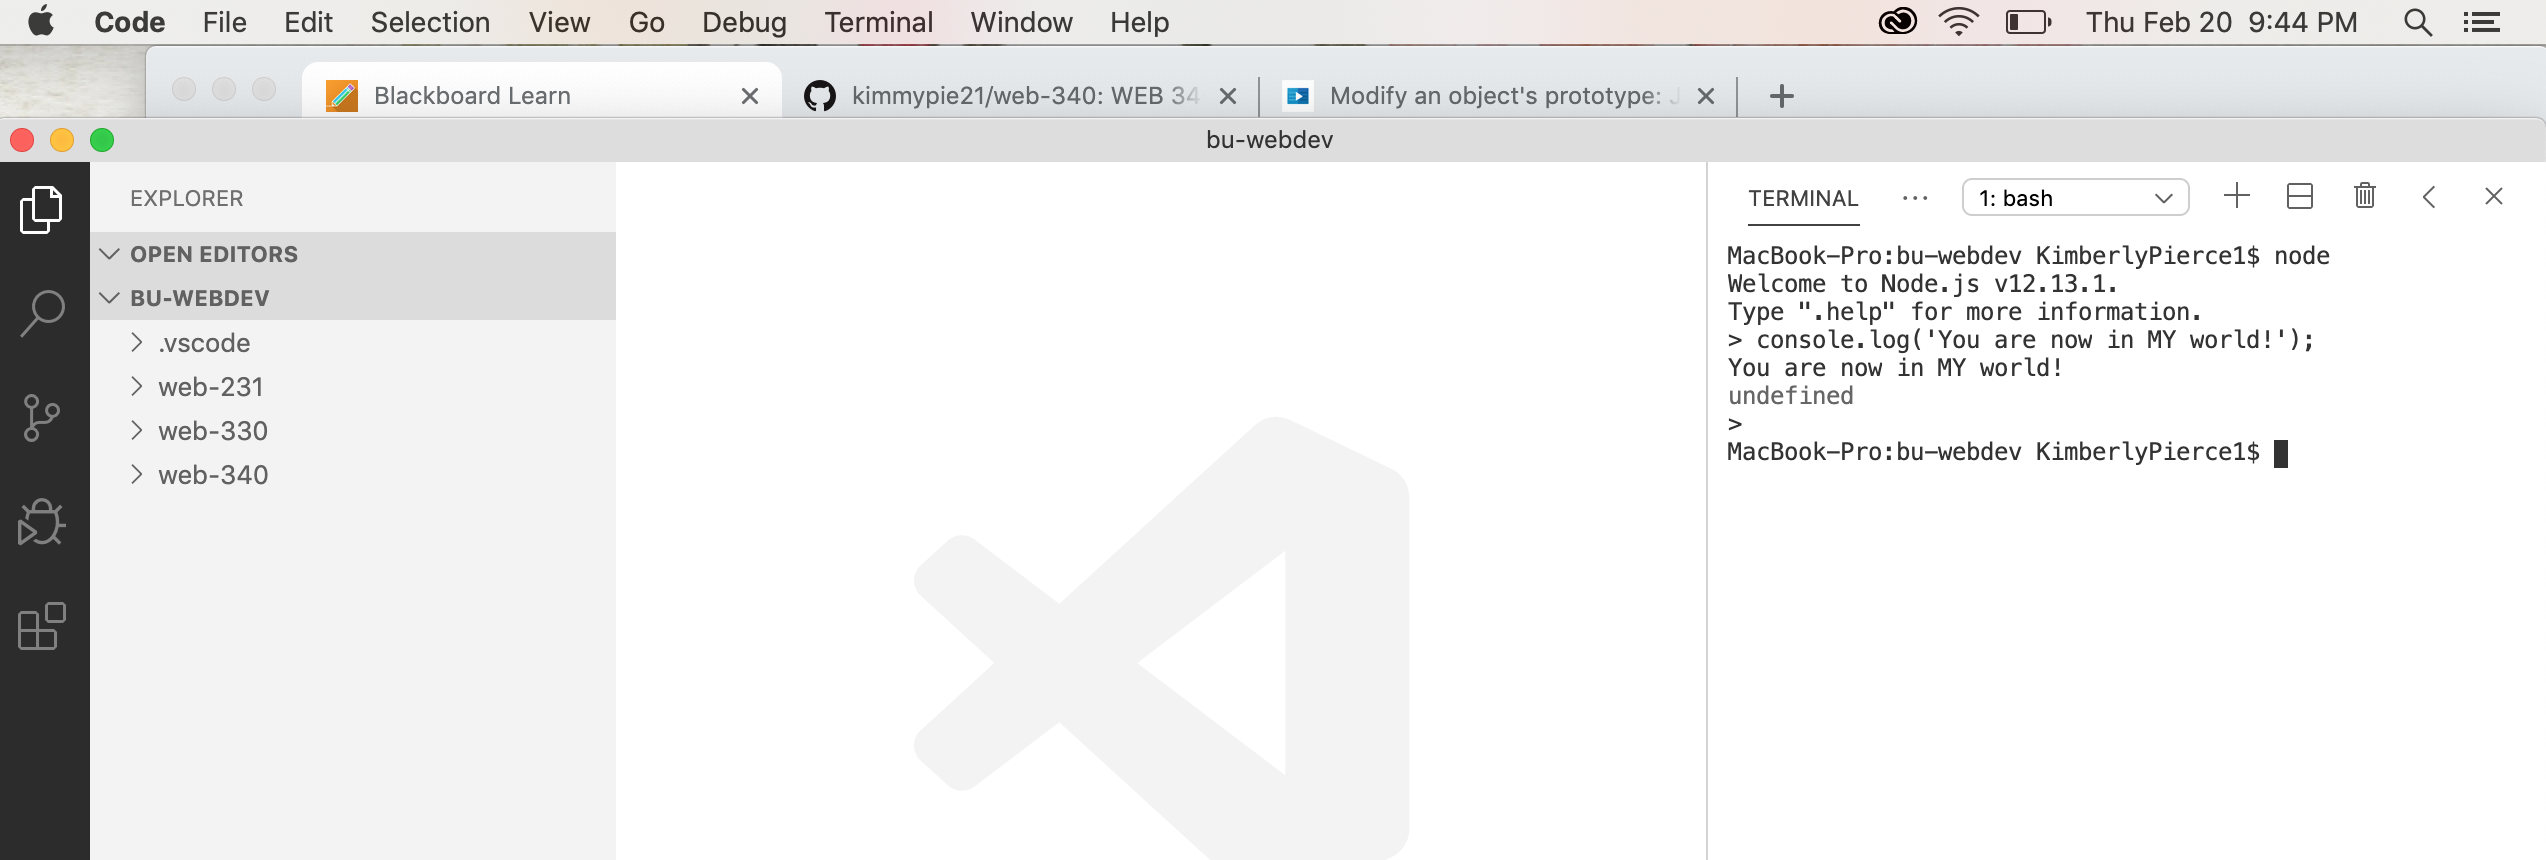 Code File Edit Selection View Go Debug Terminal Window Help Thu Feb 20 9:44 PM
Blackboard Learn kimmypie21/web-340: WEB 34 Modify an object's prototype: J
bu-webdev
EXPLORER
OPEN EDITORS
BU-WEBDEV
.vscode
web-231
web-330
web-340
TERMINAL ··· 1: bash
MacBook-Pro:bu-webdev KimberlyPierce1$ node
Welcome to Node.js v12.13.1.
Type ".help" for more information.
> console.log('You are now in MY world!');
You are now in MY world!
undefined
>
MacBook-Pro:bu-webdev KimberlyPierce1$